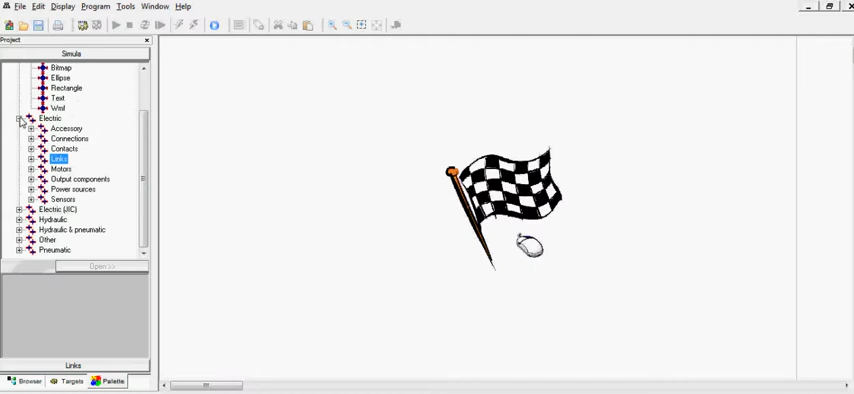 File Edit Display Program Tools Window Help
Project
Simula
Bitmap
Ellipse
Rectangle
Text
Wmf
Electric
Accessory
Connections
Contacts
Links
Motors
Output components
Power sources
Sensors
Electric (JIC)
Hydraulic
Hydraulic & pneumatic
Other
Pneumatic
Open >>
Links
Browser Targets Palette